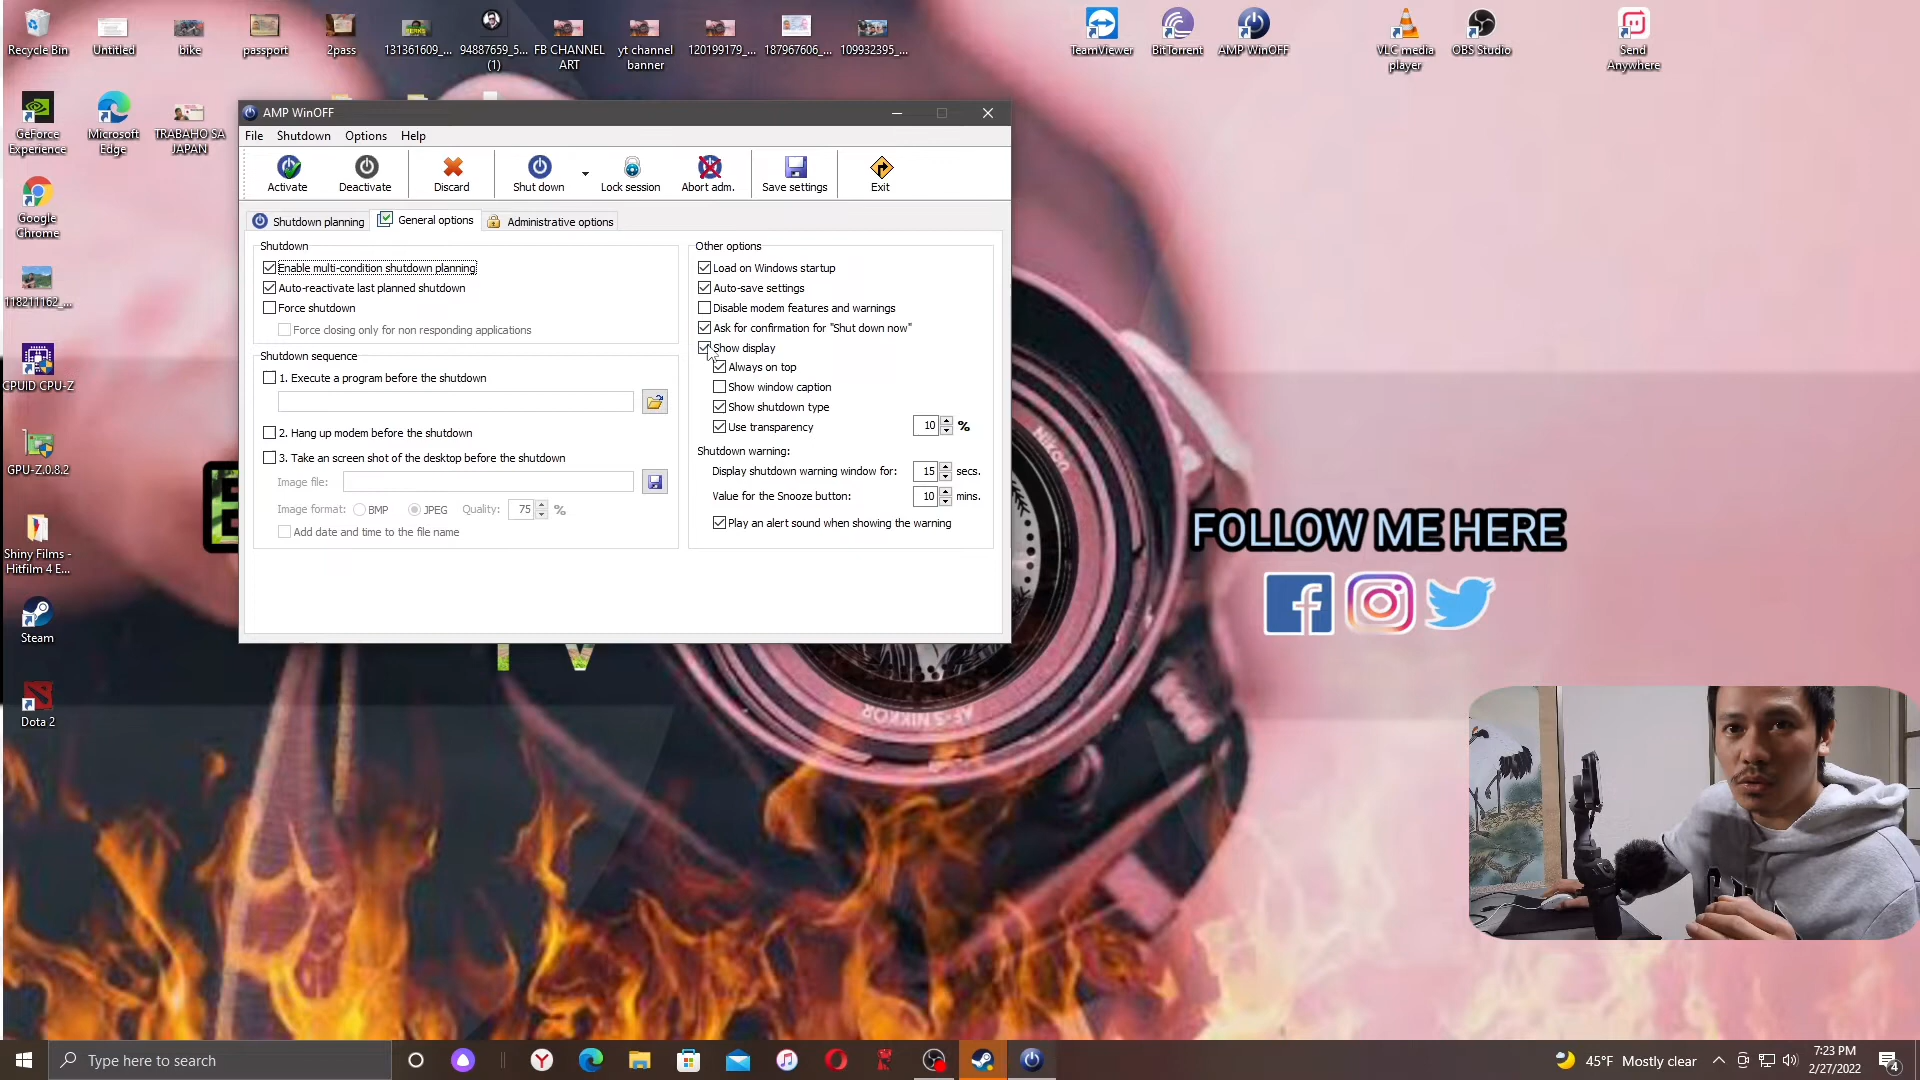 Recycle Bin
Untitled
bike
passport
2pass
131361609_...
94887659_5...
(1)
FB CHANNEL
ART
yt channel
banner
120199179_...
187967606_...
109932395_...
TeamViewer
BitTorrent
AMP WinOFF
VLC media
player
OBS Studio
Send
Anywhere
GeForce
Experience
Microsoft
Edge
TRABAHO SA
JAPAN
Google
Chrome
118211162_...
CPUID CPU-Z
GPU-Z.0.8.2
Shiny Films -
Hitfilm 4 E...
Steam
Dota 2
AMP WinOFF
File Shutdown Options Help
Activate Deactivate Discard Shut down Lock session Abort adm. Save settings Exit
Shutdown planning General options Administrative options
Shutdown
Enable multi-condition shutdown planning
Auto-reactivate last planned shutdown
Force shutdown
Force closing only for non responding applications
Shutdown sequence
1. Execute a program before the shutdown
2. Hang up modem before the shutdown
3. Take an screen shot of the desktop before the shutdown
Image file:
Image format: BMP JPEG Quality: 75 %
Add date and time to the file name
Other options
Load on Windows startup
Auto-save settings
Disable modem features and warnings
Ask for confirmation for "Shut down now"
Show display
Always on top
Show window caption
Show shutdown type
Use transparency 10 %
Shutdown warning:
Display shutdown warning window for: 15 secs.
Value for the Snooze button: 10 mins.
Play an alert sound when showing the warning
Nikon
AF-S NIKKOR
FOLLOW ME HERE
TV
Type here to search
45°F Mostly clear
7:23 PM
2/27/2022
4